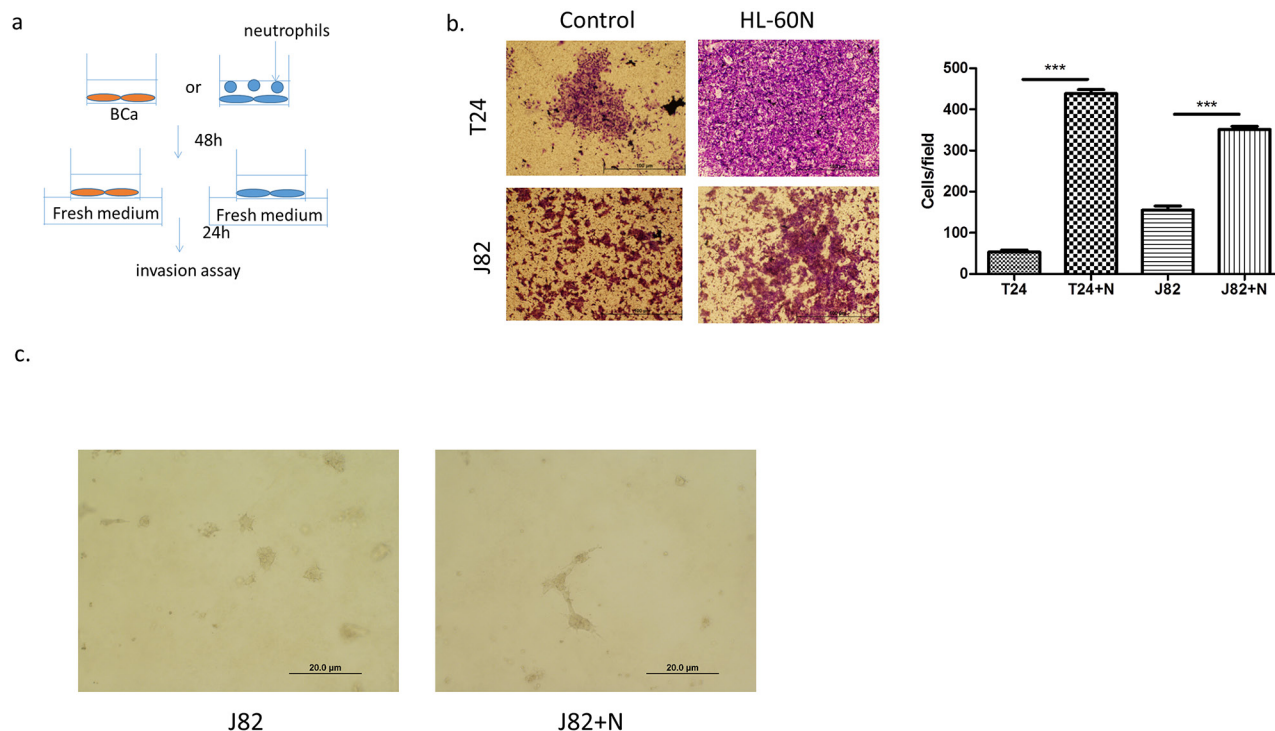 a
neutrophils
or
BCa
48h
Fresh medium
Fresh medium
24h
invasion assay
b.
Control
HL-60N
T24
J82
500
400
300
200
100
0
Cells/field
***
***
T24
T24+N
J82
J82+N
c.
20.0 µm
20.0 µm
J82
J82+N